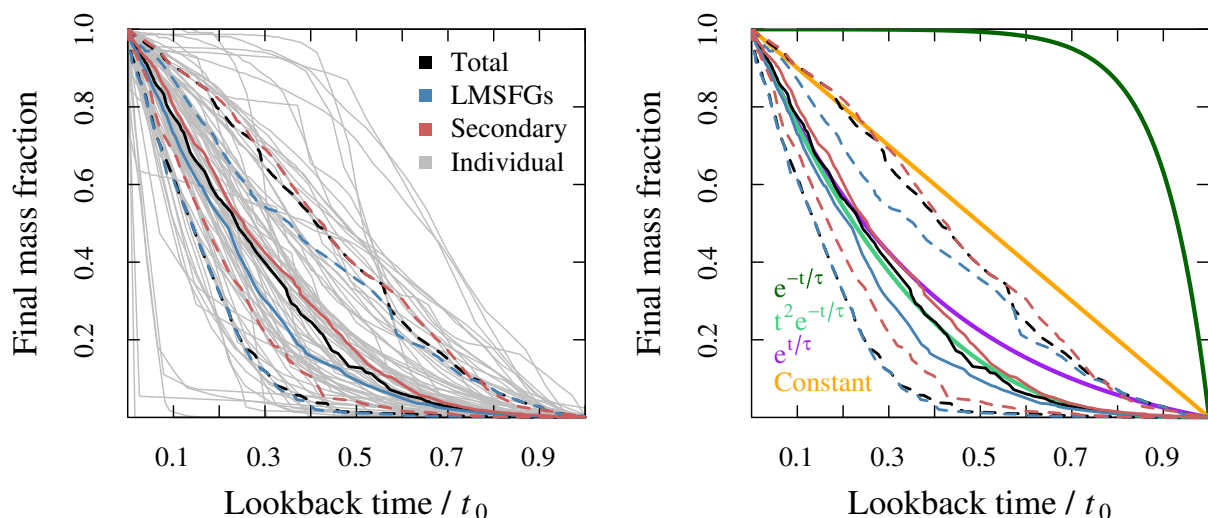 Final mass fraction
1.0
0.8
0.6
0.4
0.2
Total
LMSFGs
Secondary
Individual
0.1 0.3 0.5 0.7 0.9
Lookback time / t₀
Final mass fraction
1.0
0.8
0.6
0.4
0.2
e^{-t/τ}
t²e^{-t/τ}
e^{t/τ}
Constant
0.1 0.3 0.5 0.7 0.9
Lookback time / t₀